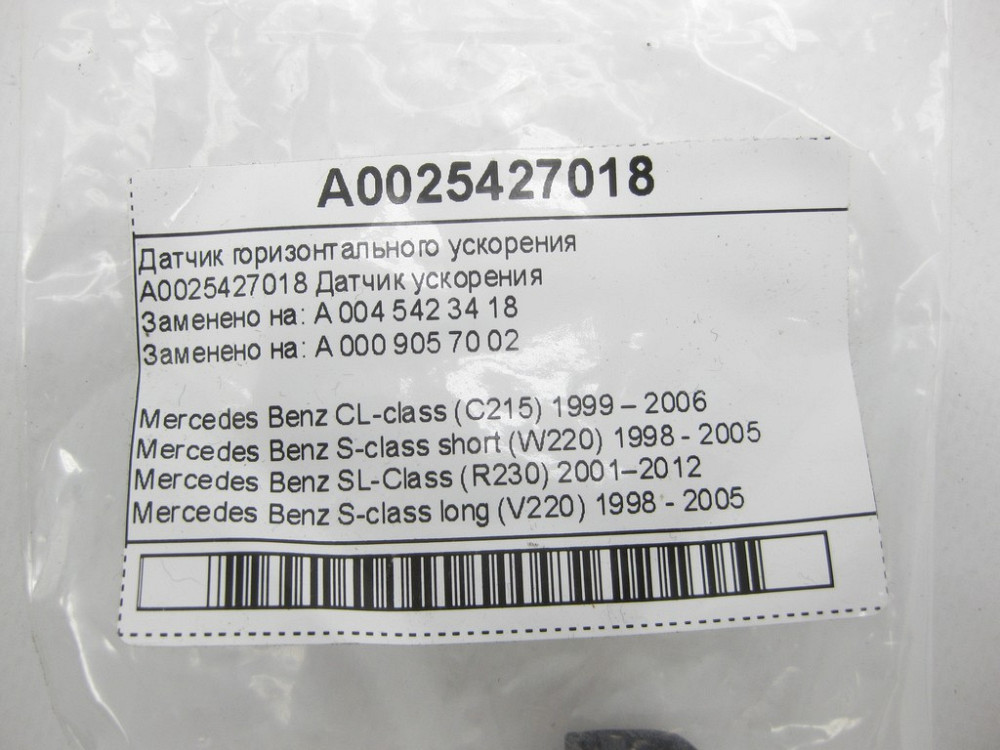 A0025427018
Датчик горизонтального ускорения
A0025427018 Датчик ускорения
Заменено на: A 004 542 34 18
Заменено на: A 000 905 70 02
Mercedes Benz CL-class (C215) 1999 – 2006
Mercedes Benz S-class short (W220) 1998 - 2005
Mercedes Benz SL-Class (R230) 2001–2012
Mercedes Benz S-class long (V220) 1998 - 2005